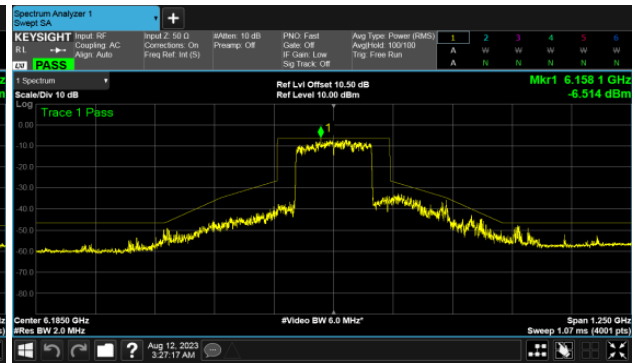 Spectrum Analyzer 1
Swept SA
+
KEYSIGHT Input: RF Input Z: 50 Ω #Atten: 10 dB PNO: Fast Avg Type: Power (RMS) 1 2 3 4 5 6
RL Coupling: AC Corrections: On Preamp: Off Gate: Off Avg|Hold: 100/100 A W W W W W
Align: Auto Freq Ref: Int (S) IF Gain: Low Trig: Free Run
LXI PASS Sig Track: Off A N N N N N
1 Spectrum Ref Lvl Offset 10.50 dB Mkr1 6.158 1 GHz
Scale/Div 10 dB Ref Level 10.00 dBm -6.514 dBm
Log
Trace 1 Pass
0.00
1
-10.0
-20.0
-30.0
-40.0
-50.0
-60.0
-70.0
-80.0
Center 6.1850 GHz #Video BW 6.0 MHz* Span 1.250 GHz
#Res BW 2.0 MHz Sweep 1.07 ms (4001 pts)
? Aug 12, 2023
3:27:17 AM